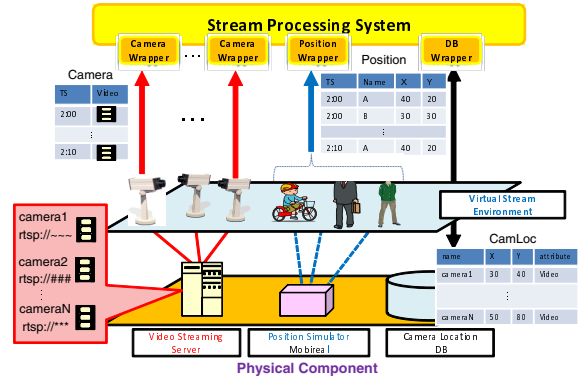 Stream Processing System
Camera
Wrapper
...
Camera
Wrapper
Position
Wrapper
DB
Wrapper
Camera
TS Video
2:00
⋮
2:10
...
Position
TS Name X Y
2:00 A 40 20
2:00 B 30 30
⋮
2:10 A 40 20
Virtual Stream
Environment
camera1
rtsp://~~~
camera2
rtsp://###
⋮
cameraN
rtsp://***
CamLoc
name X Y attribute
camera1 30 40 Video
⋮
cameraN 50 80 Video
Video Streaming
Server
Position Simulator
Mobireal
Camera Location
DB
Physical Component